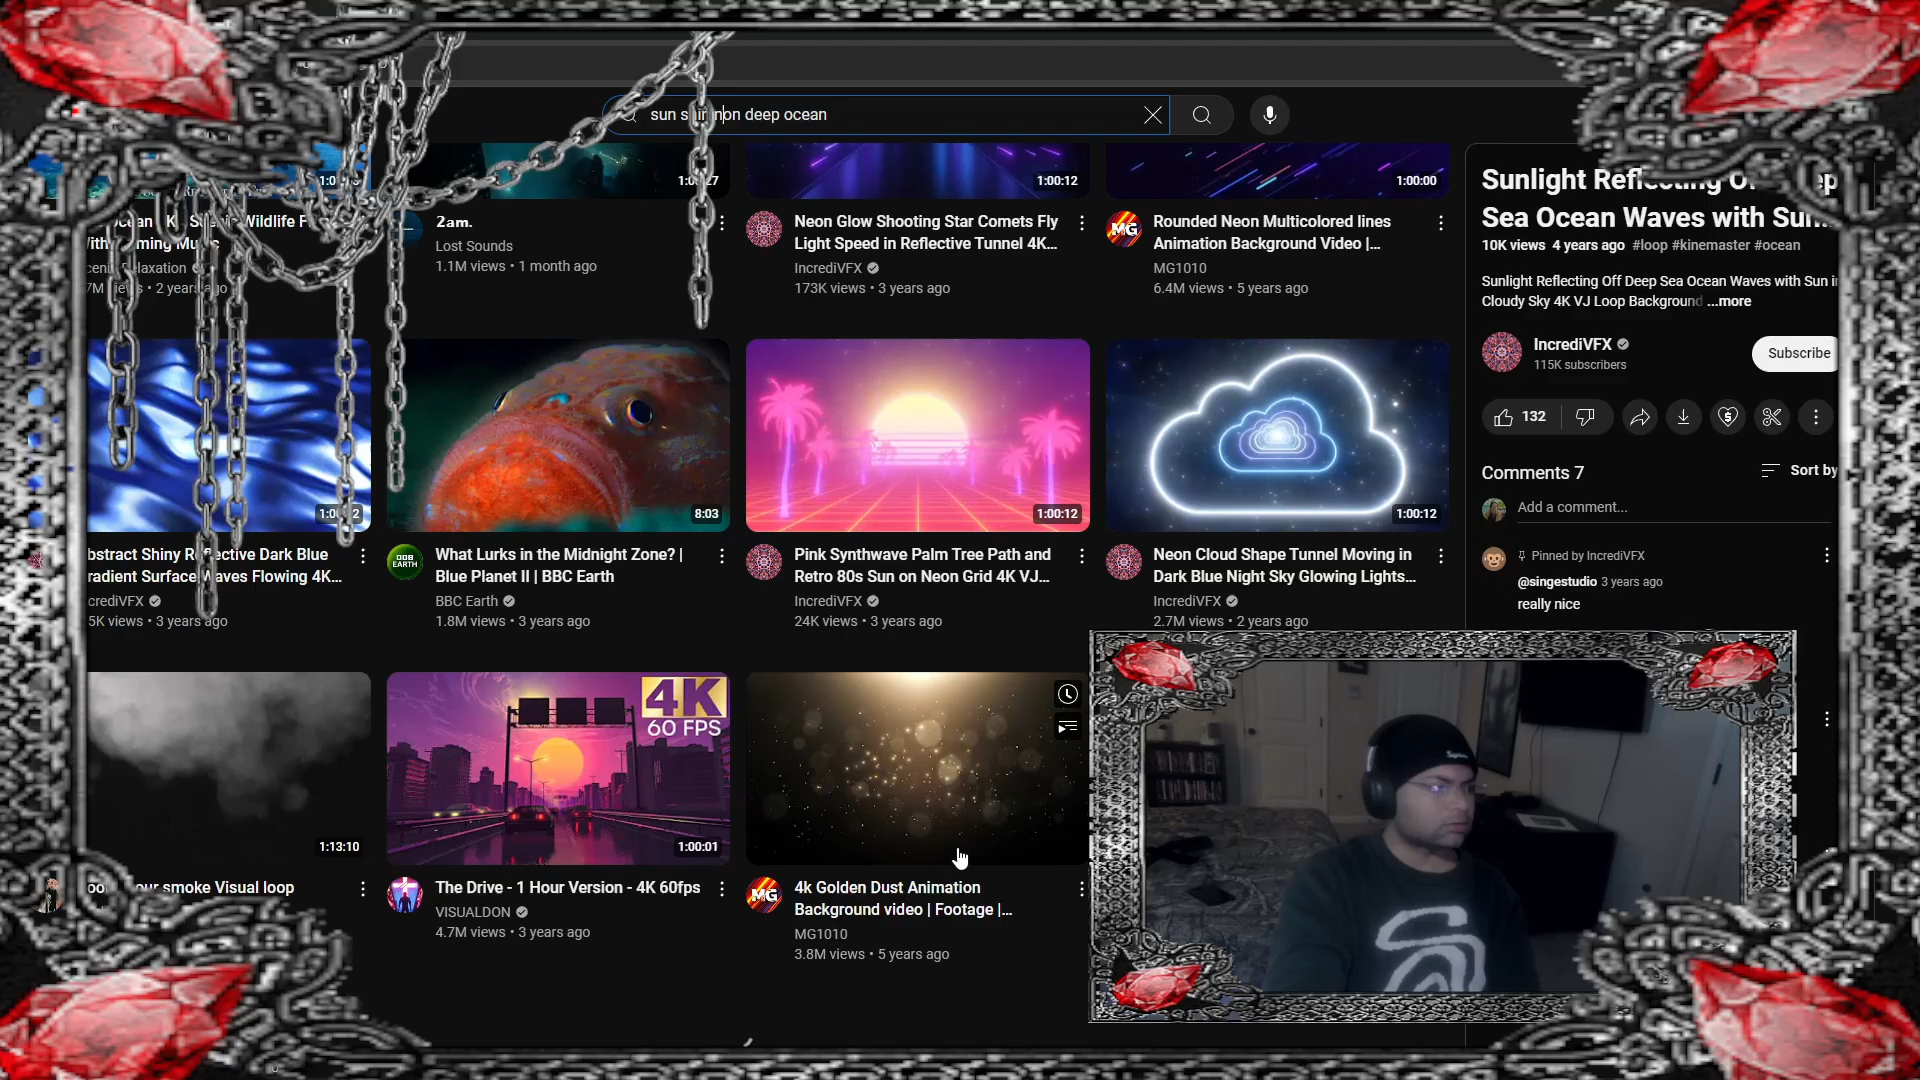 deep ocean
1:00:12
1:00:00
2am.
Lost Sounds
1.1M views • 1 month ago
Neon Glow Shooting Star Comets Fly
Light Speed in Reflective Tunnel 4K...
IncrediVFX
173K views • 3 years ago
MG
Rounded Neon Multicolored lines
Animation Background Video |...
MG1010
6.4M views • 5 years ago
Sunlight
Sea Ocean Waves with Sun...
10K views 4 years ago #loop #kinemaster #ocean
Sunlight Reflecting Off Deep Sea Ocean Waves with Sun
Cloudy Sky 4K VJ Loop Background ...more
IncrediVFX
115K subscribers
Subscribe
132
Comments 7
Sort by
Add a comment...
Pinned by IncrediVFX
@singestudio 3 years ago
really nice
8:03
1:00:12
1:00:12
Dark Blue
Flowing 4K...
3 years ago
BBC EARTH
What Lurks in the Midnight Zone? |
Blue Planet II | BBC Earth
BBC Earth
1.8M views • 3 years ago
Pink Synthwave Palm Tree Path and
Retro 80s Sun on Neon Grid 4K VJ...
IncrediVFX
24K views • 3 years ago
Neon Cloud Shape Tunnel Moving in
Dark Blue Night Sky Glowing Lights...
IncrediVFX
2.7M views • 2 years ago
4K
60 FPS
1:13:10
1:00:01
smoke Visual loop
The Drive - 1 Hour Version - 4K 60fps
VISUALDON
4.7M views • 3 years ago
MG
4k Golden Dust Animation
Background video | Footage |...
MG1010
3.8M views • 5 years ago